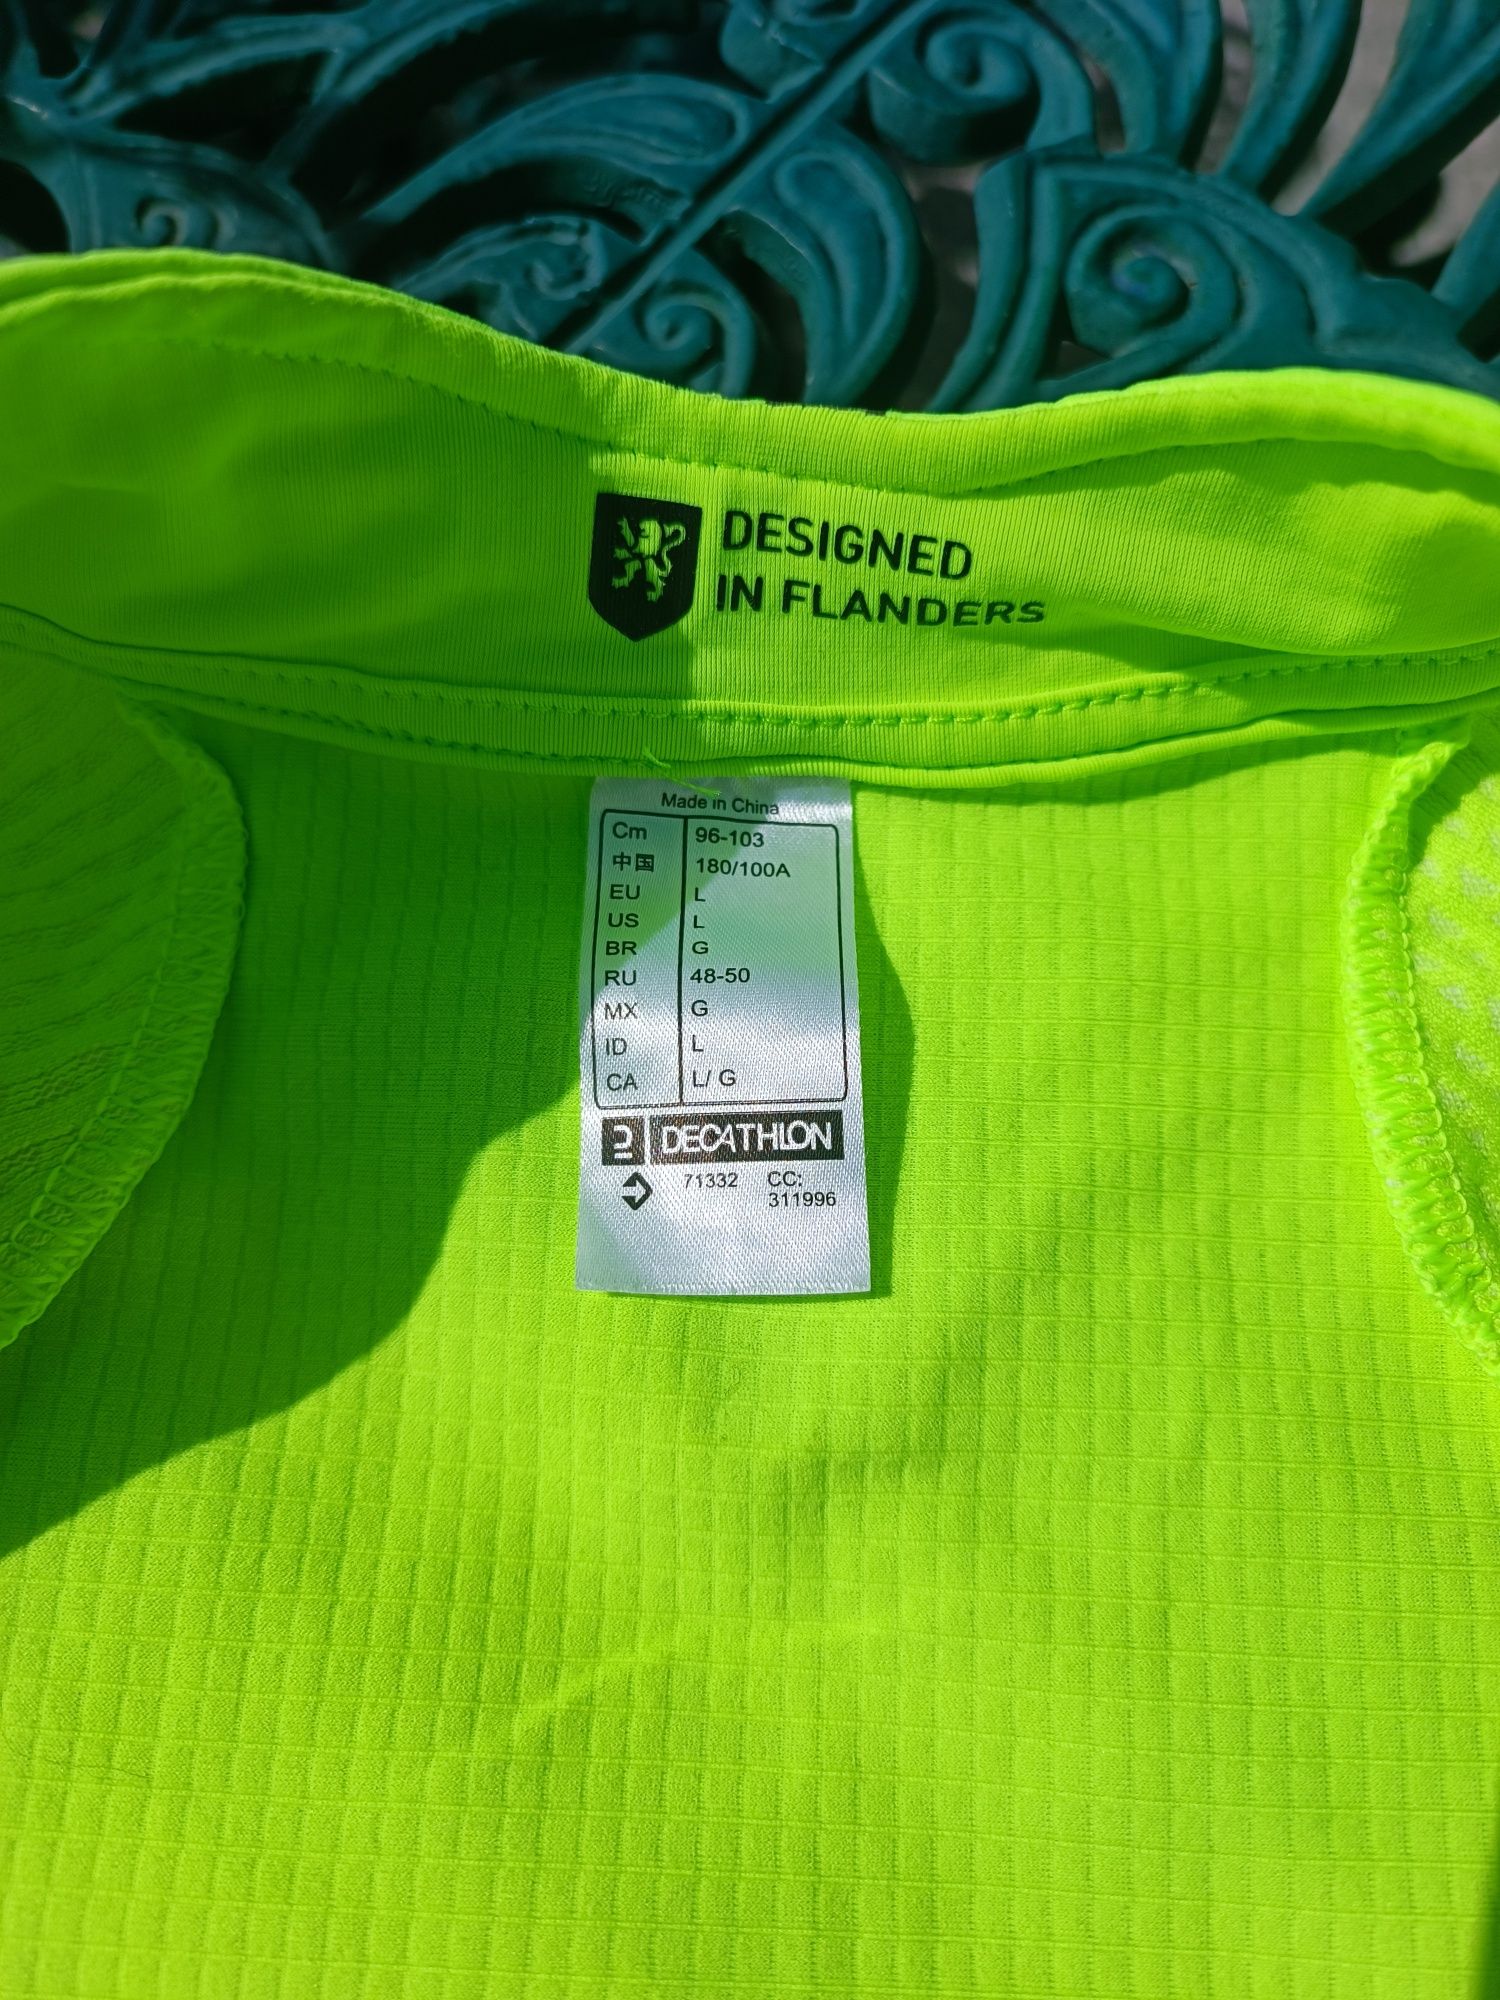 DESIGNED
IN FLANDERS
Made in China
Cm 96-103
中国 180/100A
EU L
US L
BR G
RU 48-50
MX G
ID L
CA L/ G
DECATHLON
71332 CC:
311996